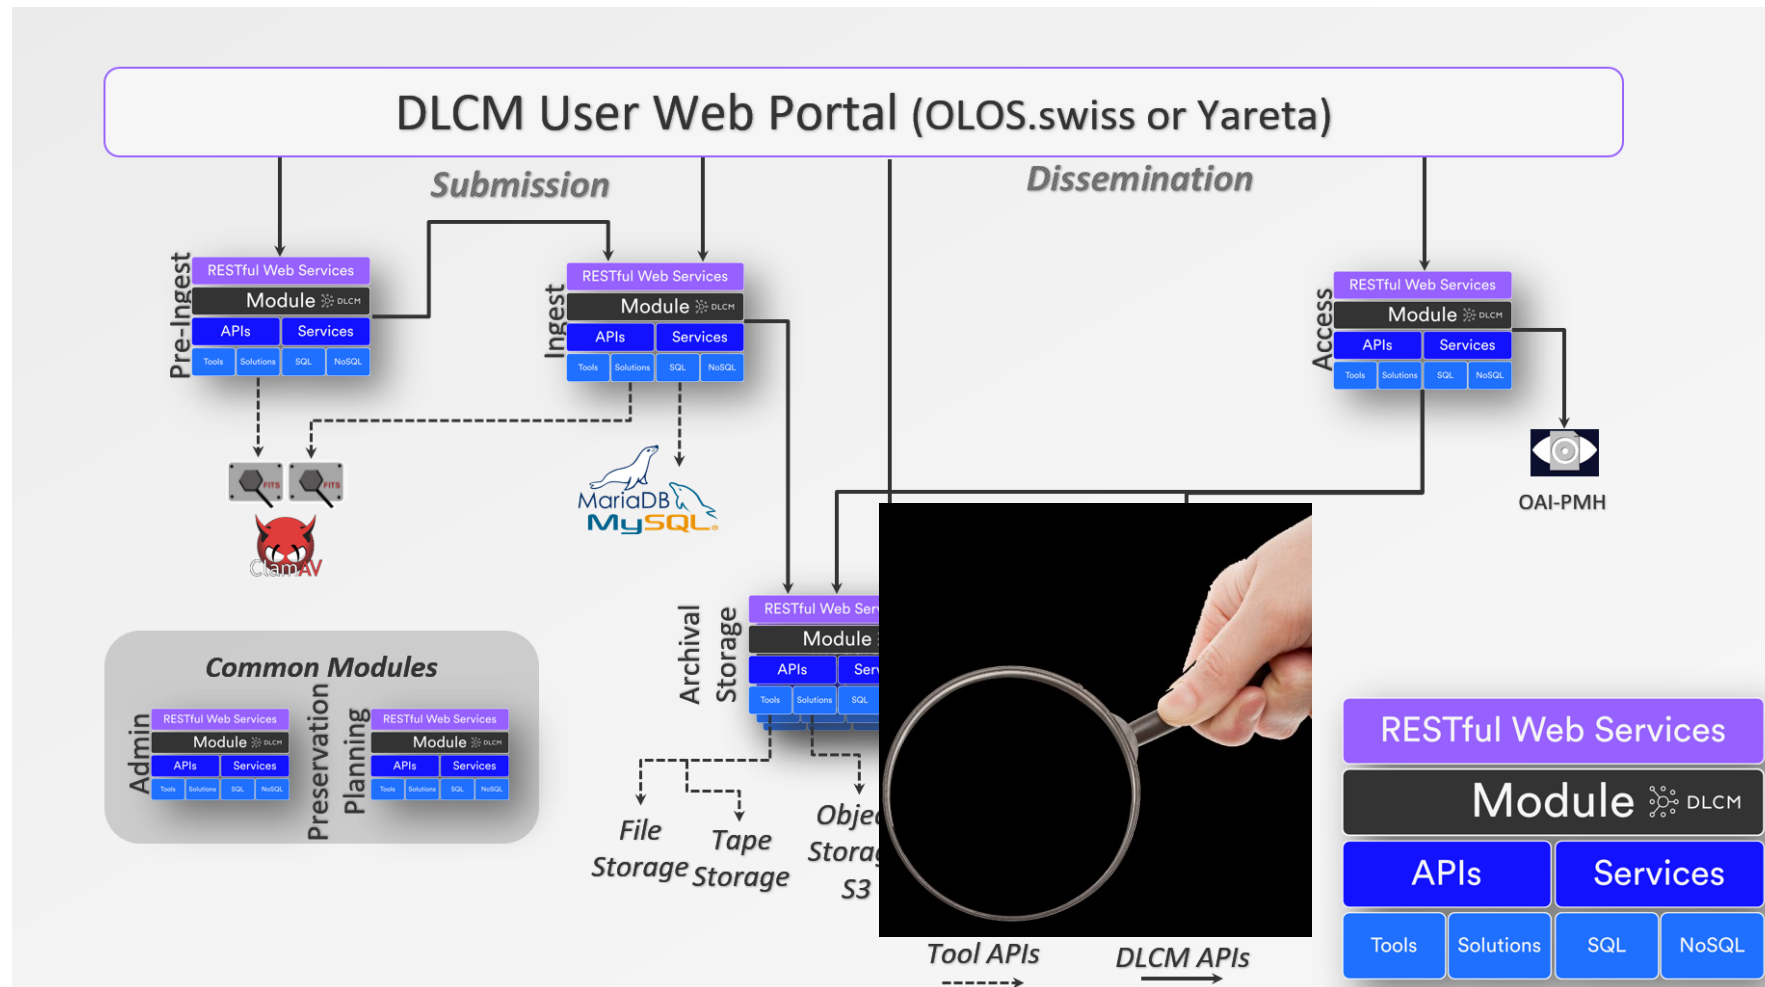 DLCM User Web Portal (OLOS.swiss or Yareta)
Submission
Dissemination
Pre-Ingest
RESTful Web Services
Module DLCM
APIs Services
Tools Solutions SQL NoSQL
Ingest
RESTful Web Services
Module DLCM
APIs Services
Tools Solutions SQL NoSQL
Access
RESTful Web Services
Module DLCM
APIs Services
Tools Solutions SQL NoSQL
FITS FITS
ClamAV
MariaDB
MySQL®
OAI-PMH
Archival
Storage
RESTful Web Ser
Module
APIs Ser
Tools Solutions SQL
File
Storage
Tape
Storage
Objec
Storag
S3
Common Modules
Admin
RESTful Web Services
Module DLCM
APIs Services
Tools Solutions SQL NoSQL
Preservation
Planning
RESTful Web Services
Module DLCM
APIs Services
Tools Solutions SQL NoSQL
Tool APIs
DLCM APIs
RESTful Web Services
Module DLCM
APIs Services
Tools Solutions SQL NoSQL